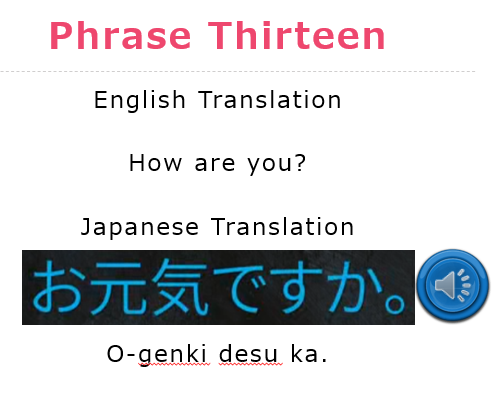 Phrase Thirteen
English Translation
How are you?
Japanese Translation
お元気ですか。
O-genki desu ka.